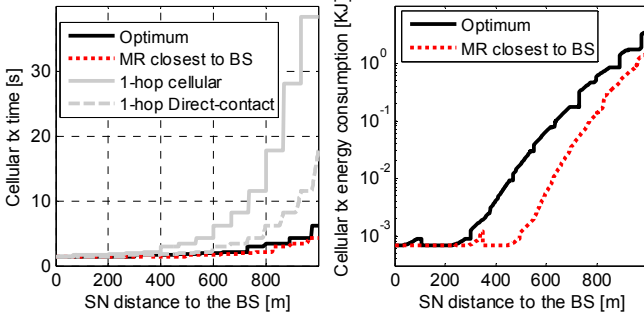 Cellular tx time [s]
30
20
10
0
0
200
400
600
800
SN distance to the BS [m]
Optimum
MR closest to BS
1-hop cellular
1-hop Direct-contact
Cellular tx energy consumption [KJ]
10^0
10^-1
10^-2
10^-3
10^-3
0
200
400
600
800
SN distance to the BS [m]
Optimum
MR closest to BS